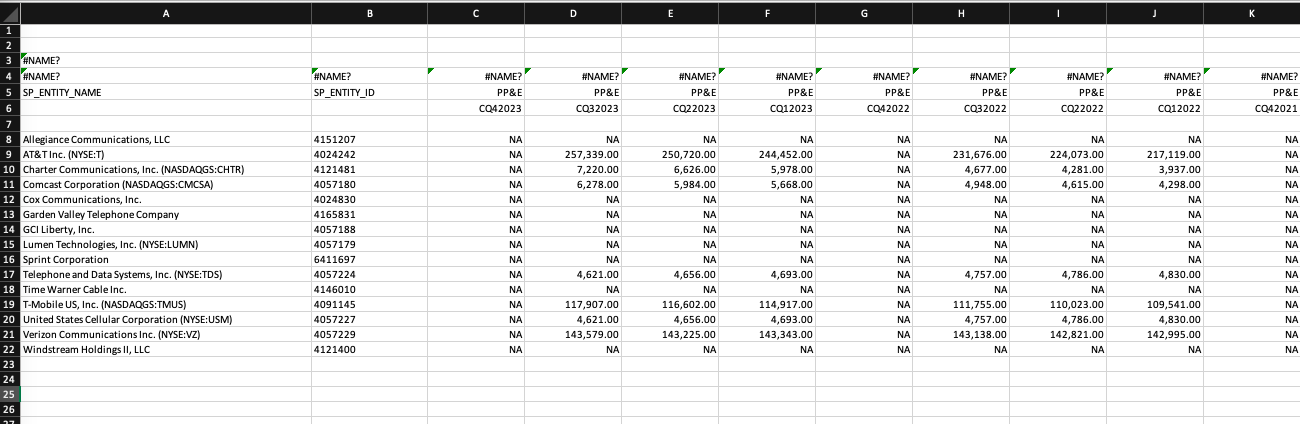 A B C D E F G H I J K
1
2
3 #NAME?
4 #NAME? #NAME? #NAME? #NAME? #NAME? #NAME? #NAME? #NAME? #NAME? #NAME? #NAME?
5 SP_ENTITY_NAME SP_ENTITY_ID PP&E PP&E PP&E PP&E PP&E PP&E PP&E PP&E PP&E
6 CQ42023 CQ32023 CQ22023 CQ12023 CQ42022 CQ32022 CQ22022 CQ12022 CQ42021
7
8 Allegiance Communications, LLC 4151207 NA NA NA NA NA NA NA NA NA
9 AT&T Inc. (NYSE:T) 4024242 NA 257,339.00 250,720.00 244,452.00 NA 231,676.00 224,073.00 217,119.00 NA
10 Charter Communications, Inc. (NASDAQGS:CHTR) 4121481 NA 7,220.00 6,626.00 5,978.00 NA 4,677.00 4,281.00 3,937.00 NA
11 Comcast Corporation (NASDAQGS:CMCSA) 4057180 NA 6,278.00 5,984.00 5,668.00 NA 4,948.00 4,615.00 4,298.00 NA
12 Cox Communications, Inc. 4024830 NA NA NA NA NA NA NA NA NA
13 Garden Valley Telephone Company 4165831 NA NA NA NA NA NA NA NA NA
14 GCI Liberty, Inc. 4057188 NA NA NA NA NA NA NA NA NA
15 Lumen Technologies, Inc. (NYSE:LUMN) 4057179 NA NA NA NA NA NA NA NA NA
16 Sprint Corporation 6411697 NA NA NA NA NA NA NA NA NA
17 Telephone and Data Systems, Inc. (NYSE:TDS) 4057224 NA 4,621.00 4,656.00 4,693.00 NA 4,757.00 4,786.00 4,830.00 NA
18 Time Warner Cable Inc. 4146010 NA NA NA NA NA NA NA NA NA
19 T-Mobile US, Inc. (NASDAQGS:TMUS) 4091145 NA 117,907.00 116,602.00 114,917.00 NA 111,755.00 110,023.00 109,541.00 NA
20 United States Cellular Corporation (NYSE:USM) 4057227 NA 4,621.00 4,656.00 4,693.00 NA 4,757.00 4,786.00 4,830.00 NA
21 Verizon Communications Inc. (NYSE:VZ) 4057229 NA 143,579.00 143,225.00 143,343.00 NA 143,138.00 142,821.00 142,995.00 NA
22 Windstream Holdings II, LLC 4121400 NA NA NA NA NA NA NA NA NA
23
24
25
26
27